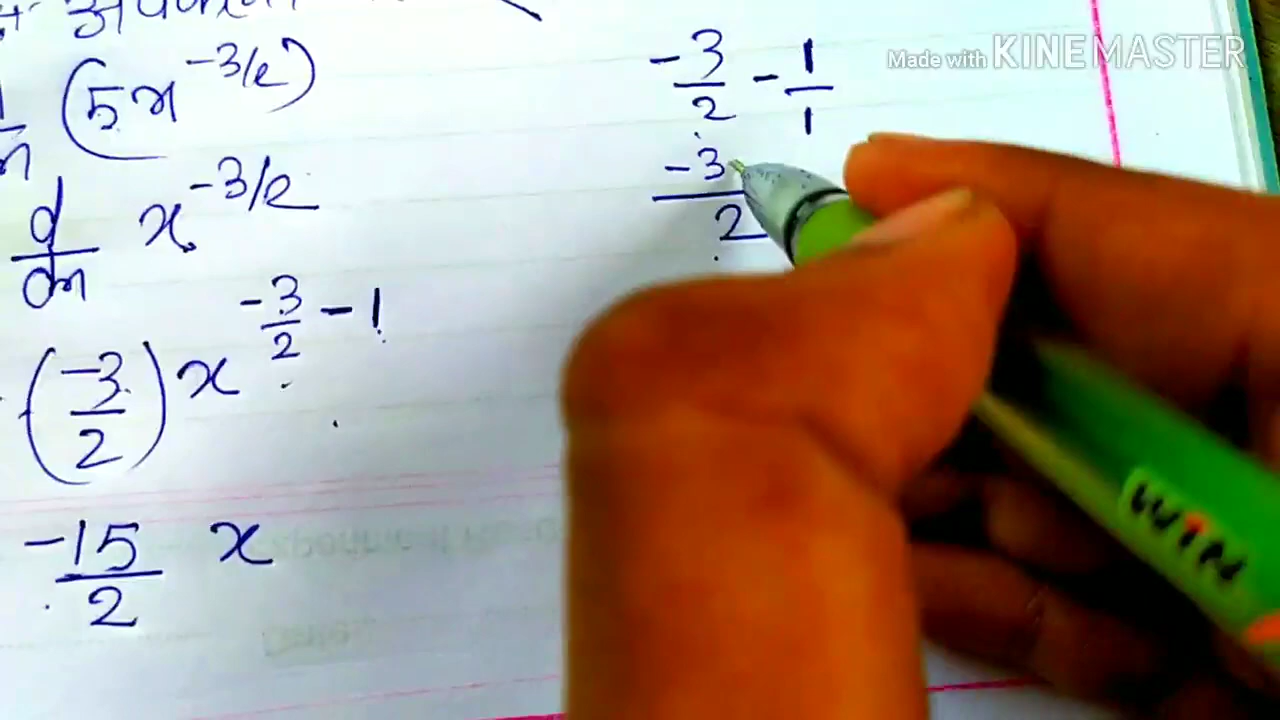 (5x^-3/2)
d/dx x^-3/2
(-3/2) x^-3/2 - 1
-15/2 x
-3/2 - 1/1
-3
2
Made with KINEMASTER
WIN